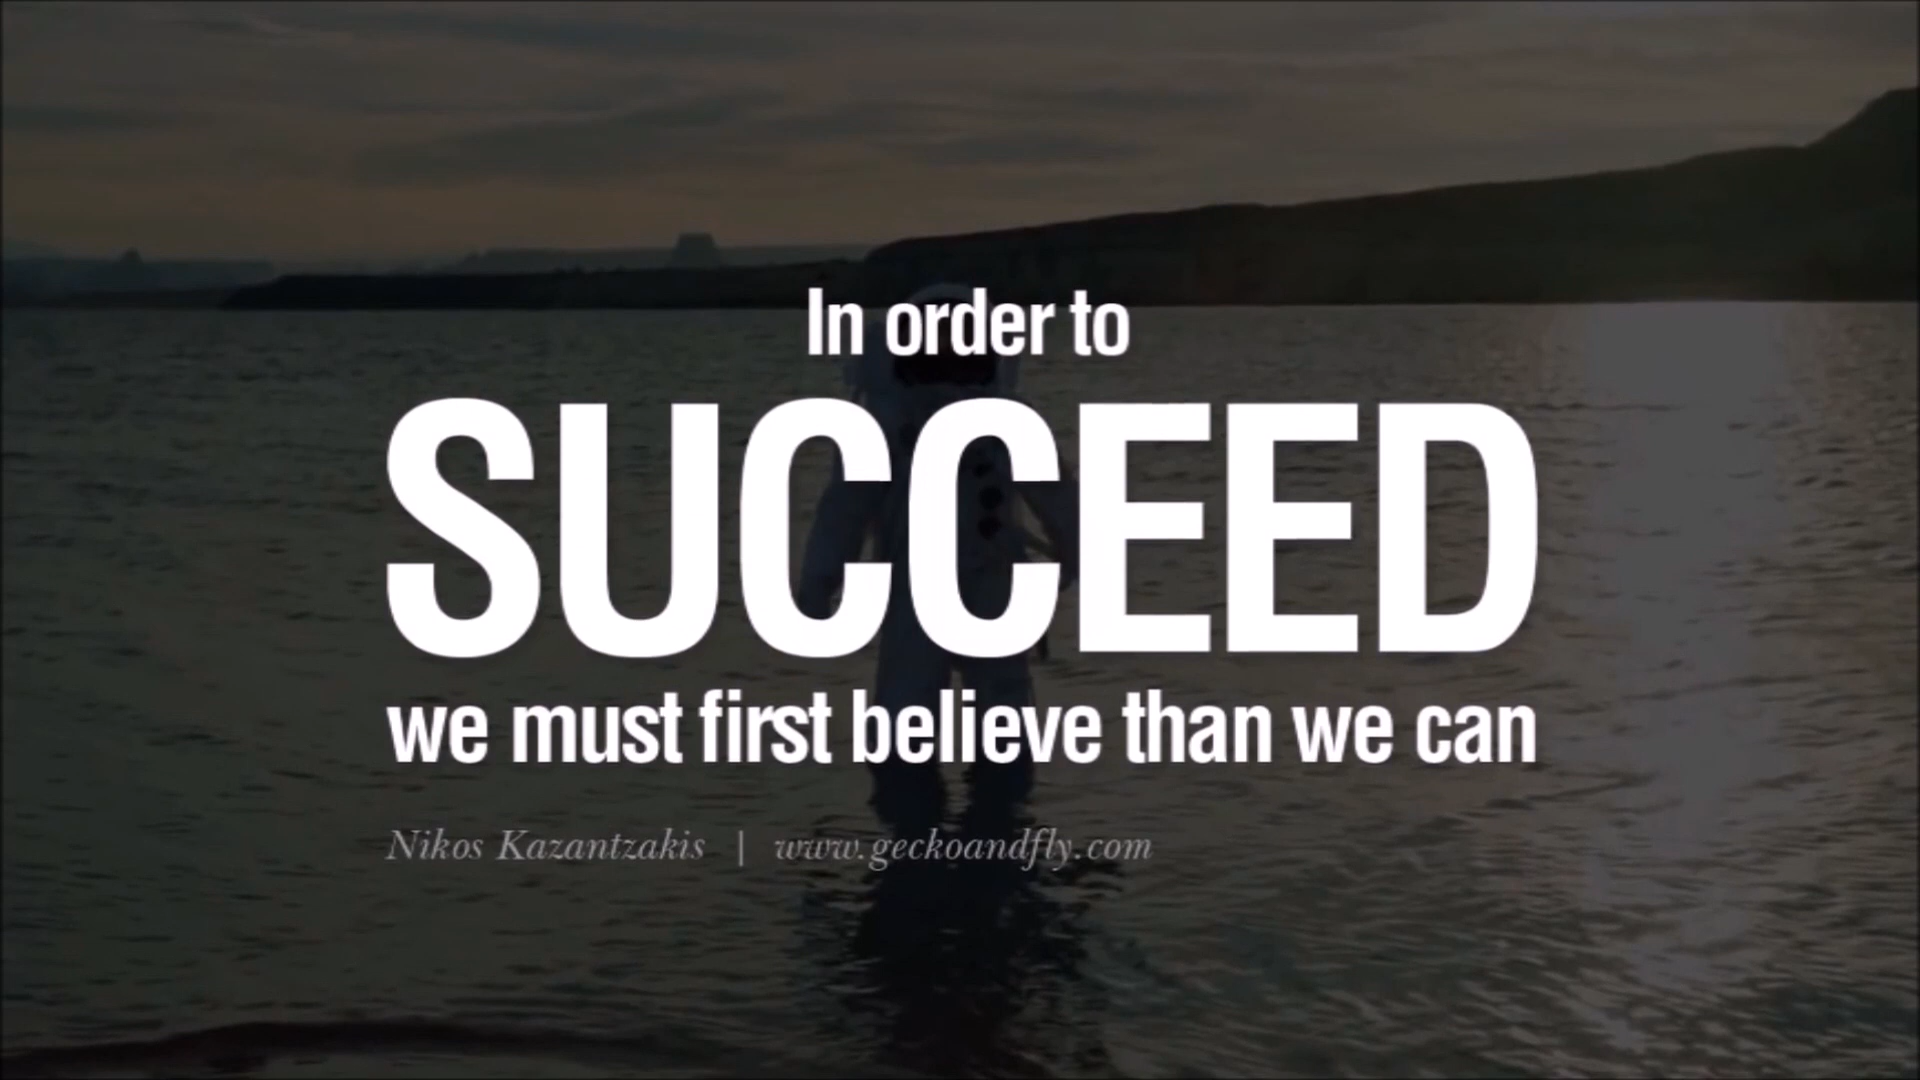 In order to
SUCCEED
we must first believe than we can
Nikos Kazantzakis | www.geckoandfly.com